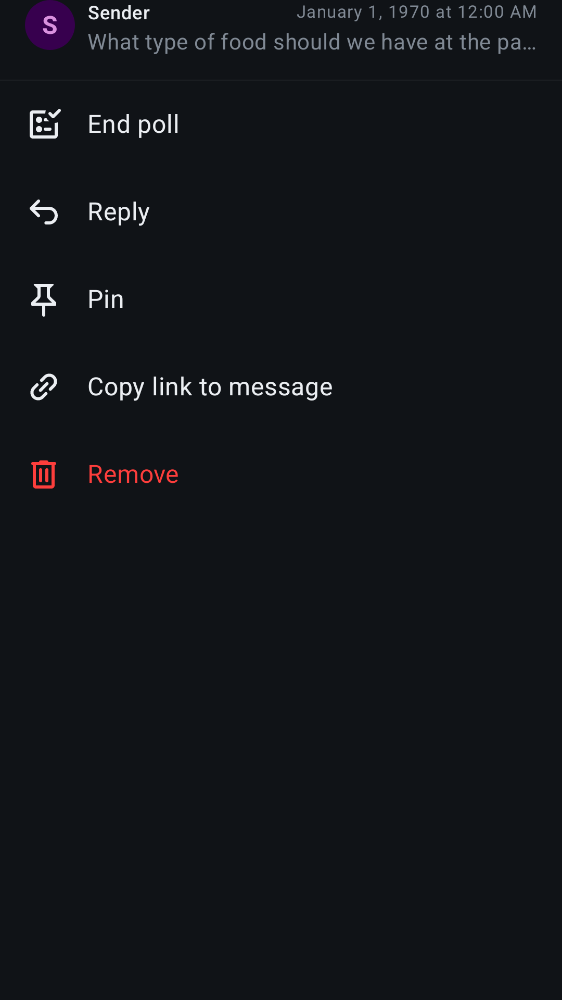 S
Sender
January 1, 1970 at 12:00 AM
What type of food should we have at the pa…
End poll
Reply
Pin
Copy link to message
Remove